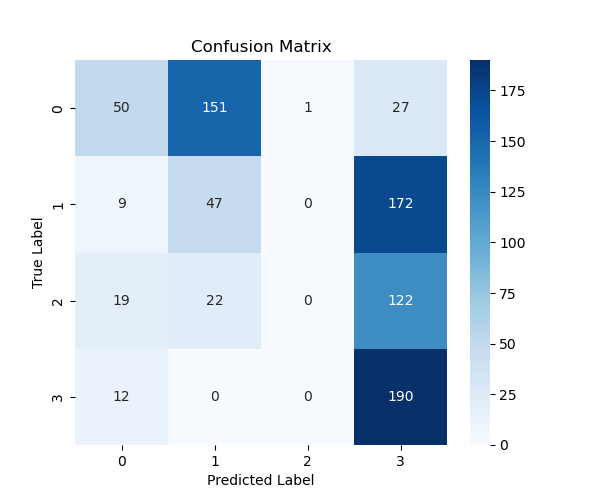 Confusion Matrix
True Label
0 50 151 1 27
1 9 47 0 172
2 19 22 0 122
3 12 0 0 190
0 1 2 3
Predicted Label
175
150
125
100
75
50
25
0